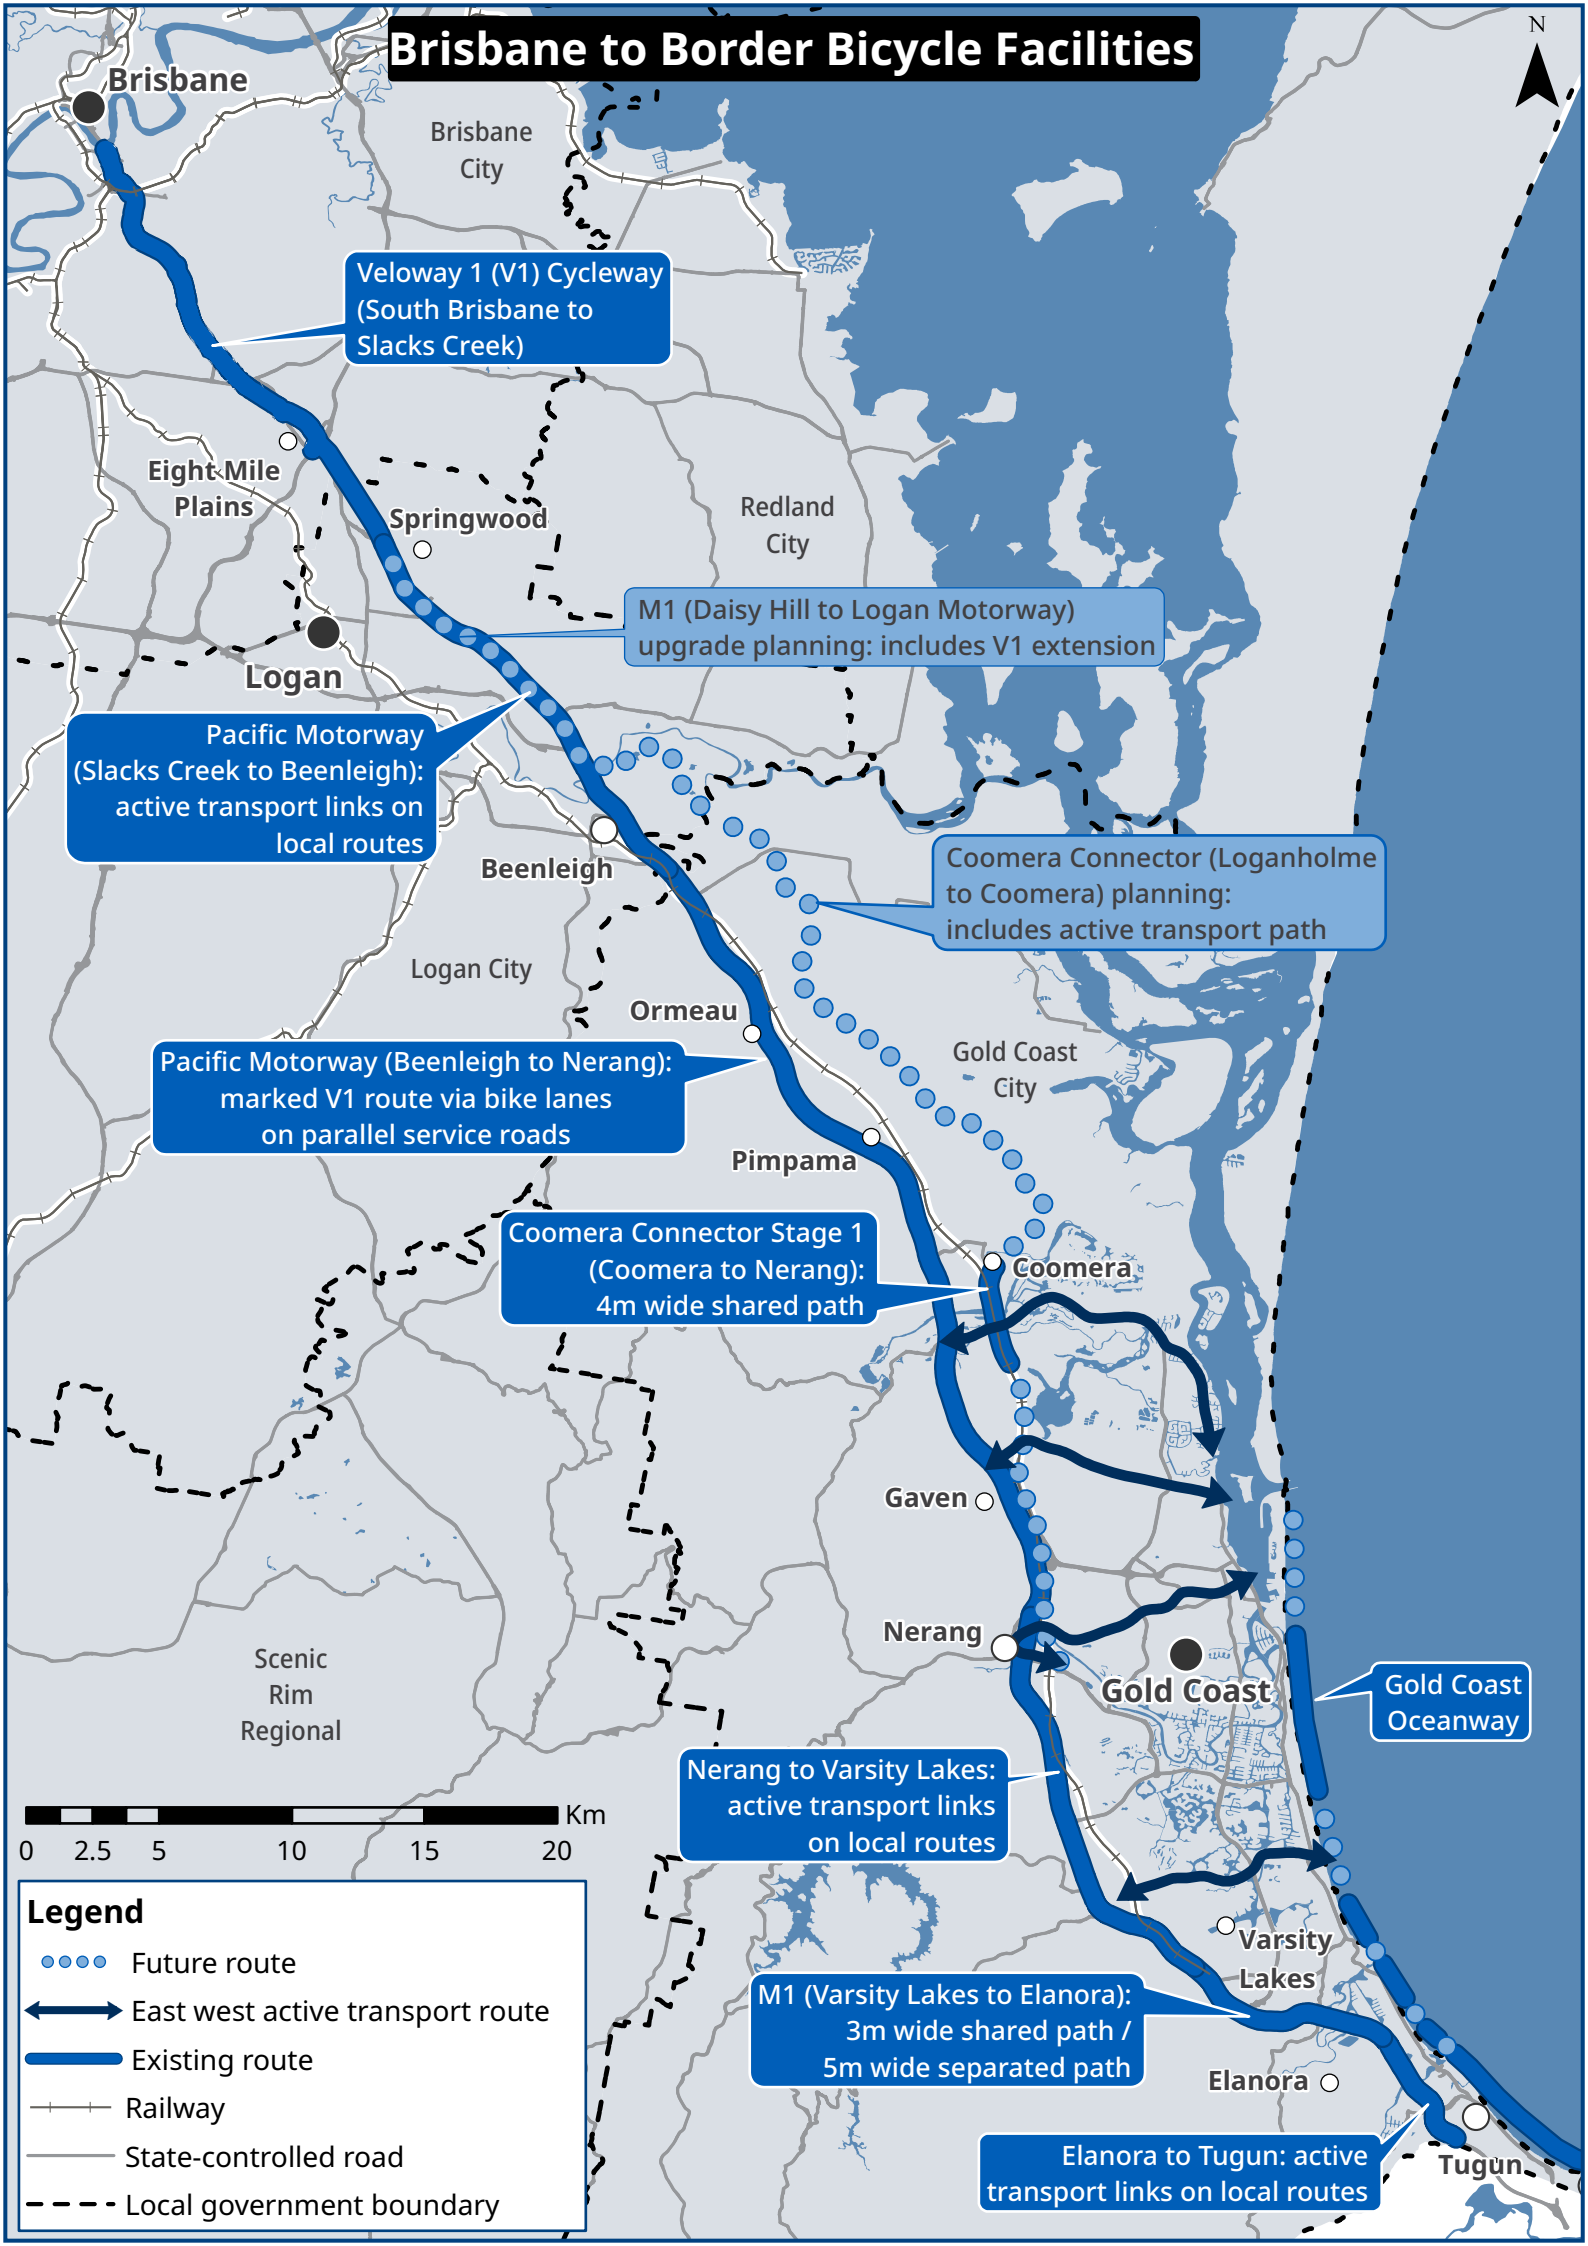 Brisbane to Border Bicycle Facilities
N
Brisbane
Brisbane
City
Veloway 1 (V1) Cycleway
(South Brisbane to
Slacks Creek)
Eight Mile
Plains
Springwood
Redland
City
M1 (Daisy Hill to Logan Motorway)
upgrade planning: includes V1 extension
Logan
Pacific Motorway
(Slacks Creek to Beenleigh):
active transport links on
local routes
Beenleigh
Coomera Connector (Loganholme
to Coomera) planning:
includes active transport path
Logan City
Ormeau
Gold Coast
City
Pacific Motorway (Beenleigh to Nerang):
marked V1 route via bike lanes
on parallel service roads
Pimpama
Coomera Connector Stage 1
(Coomera to Nerang):
4m wide shared path
Coomera
Gaven
Nerang
Scenic
Rim
Regional
Gold Coast
Gold Coast
Oceanway
Nerang to Varsity Lakes:
active transport links
on local routes
Km
0 2.5 5 10 15 20
Varsity
Lakes
M1 (Varsity Lakes to Elanora):
3m wide shared path /
5m wide separated path
Elanora
Elanora to Tugun: active
transport links on local routes
Tugun
Legend
Future route
East west active transport route
Existing route
Railway
State-controlled road
Local government boundary